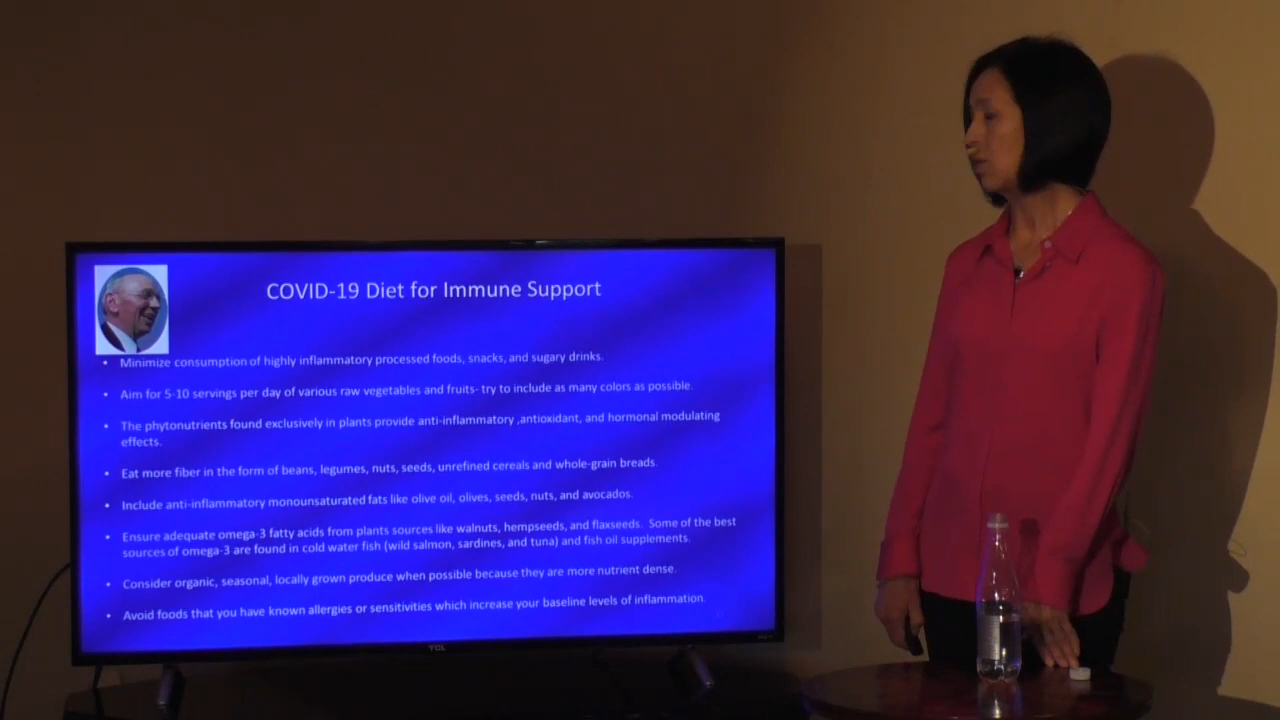 COVID-19 Diet for Immune Support
• Minimize consumption of highly inflammatory processed foods, snacks, and sugary drinks.
• Aim for 5-10 servings per day of various raw vegetables and fruits- try to include as many colors as possible.
• The phytonutrients found exclusively in plants provide anti-inflammatory ,antioxidant, and hormonal modulating
effects.
• Eat more fiber in the form of beans, legumes, nuts, seeds, unrefined cereals and whole-grain breads.
• Include anti-inflammatory monounsaturated fats like olive oil, olives, seeds, nuts, and avocados.
• Ensure adequate omega-3 fatty acids from plants sources like walnuts, hempseeds, and flaxseeds. Some of the best
sources of omega-3 are found in cold water fish (wild salmon, sardines, and tuna) and fish oil supplements.
• Consider organic, seasonal, locally grown produce when possible because they are more nutrient dense.
• Avoid foods that you have known allergies or sensitivities which increase your baseline levels of inflammation.
TCL